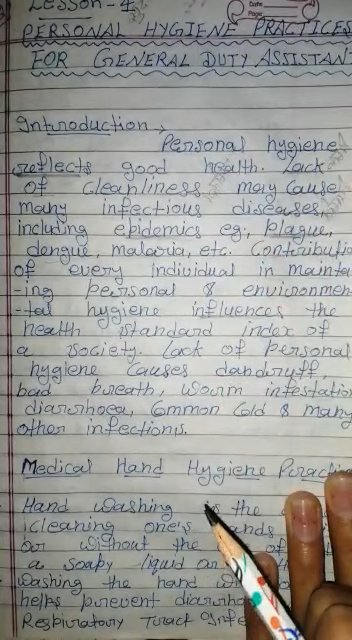 Lesson - 4
PERSONAL HYGIENE PRACTICES
FOR GENERAL DUTY ASSISTAN
Introduction
Personal hygiene
reflects good health. Lack
of cleanliness may cause
many infectious diseases,
including epidemics eg; plague,
dengue, malaria, etc. Contributi
of every individual in mainta
-ing personal & environmen
-tal hygiene influences the
health standard index of
a society. Lack of personal
hygiene causes dandruff,
bad breath, worm infestatio
diarrhoea, Common Cold & many
other infections.
Medical Hand Hygiene Practi
Hand washing is the
cleaning one's hands
or without the of
a soapy liquid or
Washing the hand
helps prevent diarrho
Respiratory Tract Infe